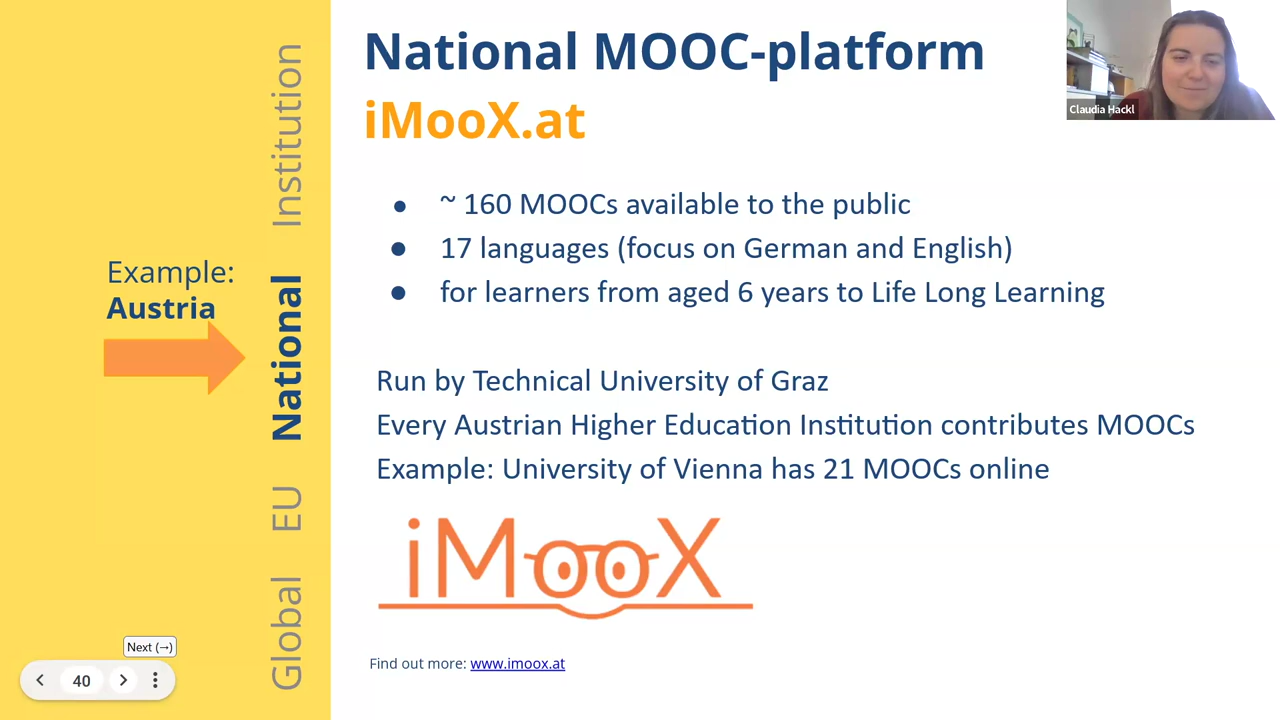 National MOOC-platform
iMooX.at
Claudia Hackl
Institution
National
EU
Global
Example:
Austria
● ~ 160 MOOCs available to the public
● 17 languages (focus on German and English)
● for learners from aged 6 years to Life Long Learning
Run by Technical University of Graz
Every Austrian Higher Education Institution contributes MOOCs
Example: University of Vienna has 21 MOOCs online
iMooX
Find out more: www.imoox.at
Next (→)
40